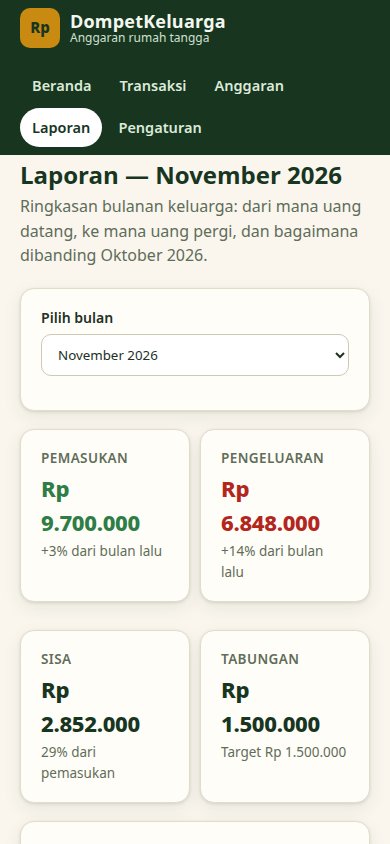 Rp
DompetKeluarga
Anggaran rumah tangga
Beranda
Transaksi
Anggaran
Laporan
Pengaturan
Laporan — November 2026
Ringkasan bulanan keluarga: dari mana uang
datang, ke mana uang pergi, dan bagaimana
dibanding Oktober 2026.
Pilih bulan
November 2026
PEMASUKAN
Rp
9.700.000
+3% dari bulan lalu
PENGELUARAN
Rp
6.848.000
+14% dari bulan
lalu
SISA
Rp
2.852.000
29% dari
pemasukan
TABUNGAN
Rp
1.500.000
Target Rp 1.500.000